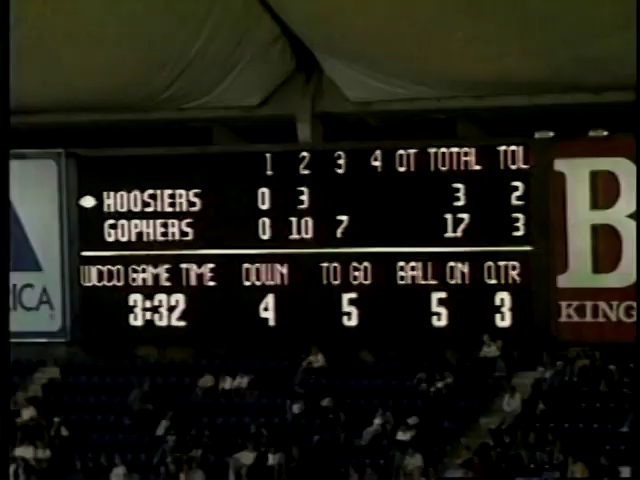 1 2 3 4 OT TOTAL TOL
HOOSIERS 0 3 3 2
GOPHERS 0 10 7 17 3
WCCO GAME TIME DOWN TO GO BALL ON QTR
3:32 4 5 5 3
ICA
B
KING